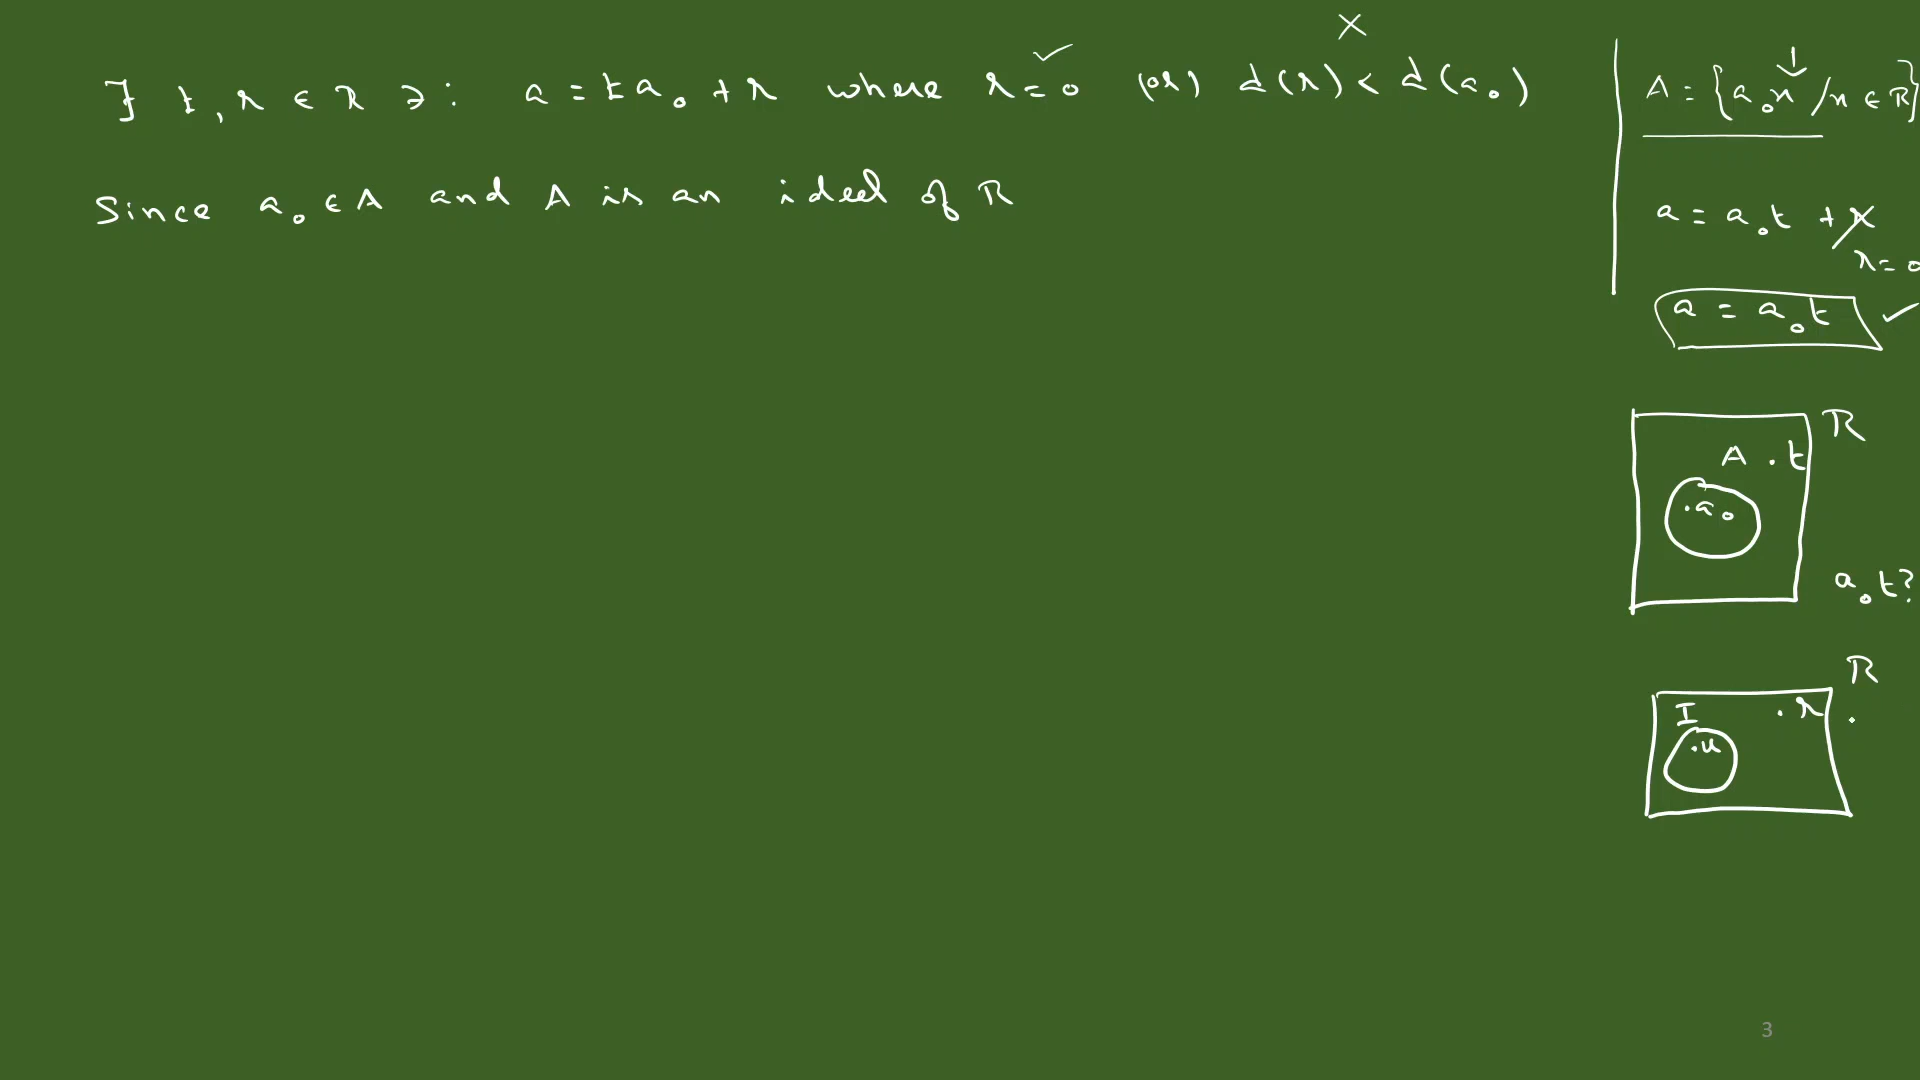 ∃ t, r ∈ R ∋: a = ta₀ + r where r = 0 (or) d(r) < d(a₀)
Since a₀ ∈ A and A is an ideal of R
A = {a₀x / x ∈ R}
a = a₀t + r
r = 0
a = a₀t
R
A . t
. a₀
a₀t?
R
I . r
. u
3